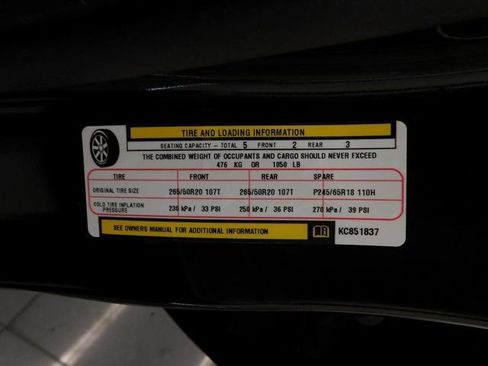 TIRE AND LOADING INFORMATION
SEATING CAPACITY - TOTAL 5 FRONT 2 REAR 3
THE COMBINED WEIGHT OF OCCUPANTS AND CARGO SHOULD NEVER EXCEED
476 KG OR 1050 LB
TIRE FRONT REAR SPARE
ORIGINAL TIRE SIZE 265/50R20 107T 265/50R20 107T P245/65R18 110H
COLD TIRE INFLATION PRESSURE 230 kPa / 33 PSI 250 kPa / 36 PSI 270 kPa / 39 PSI
SEE OWNERS MANUAL FOR ADDITIONAL INFORMATION KC851837